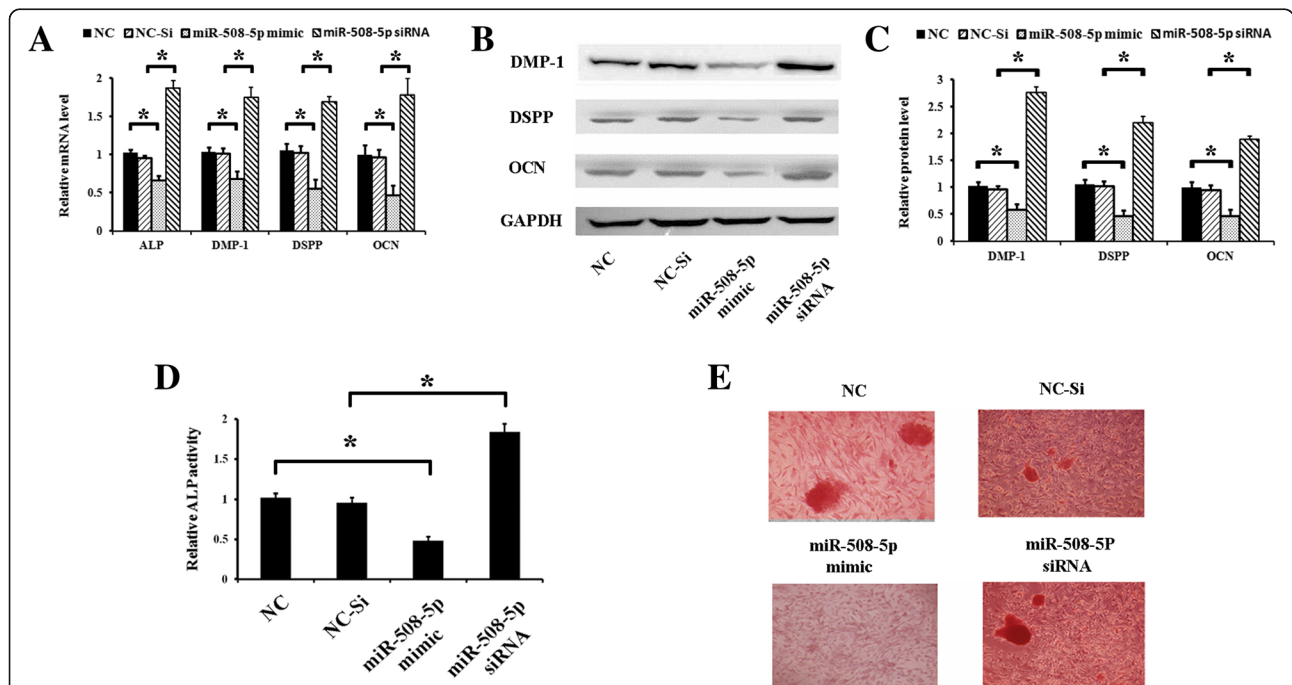 A
NC NC-Si miR-508-5p mimic miR-508-5p siRNA
Relative mRNA level
2
1.5
1
0.5
0
* * * *
* * * *
ALP DMP-1 DSPP OCN
B
DMP-1
DSPP
OCN
GAPDH
NC
NC-Si
miR-508-5p
mimic
miR-508-5p
siRNA
C
NC NC-Si miR-508-5p mimic miR-508-5p siRNA
Relative protein level
3
2.5
2
1.5
1
0.5
0
* * *
* * *
DMP-1 DSPP OCN
D
Relative ALP activity
2
1.5
1
0.5
0
*
*
NC
NC-Si
miR-508-5p
mimic
miR-508-5p
siRNA
E
NC
NC-Si
miR-508-5p
mimic
miR-508-5P
siRNA